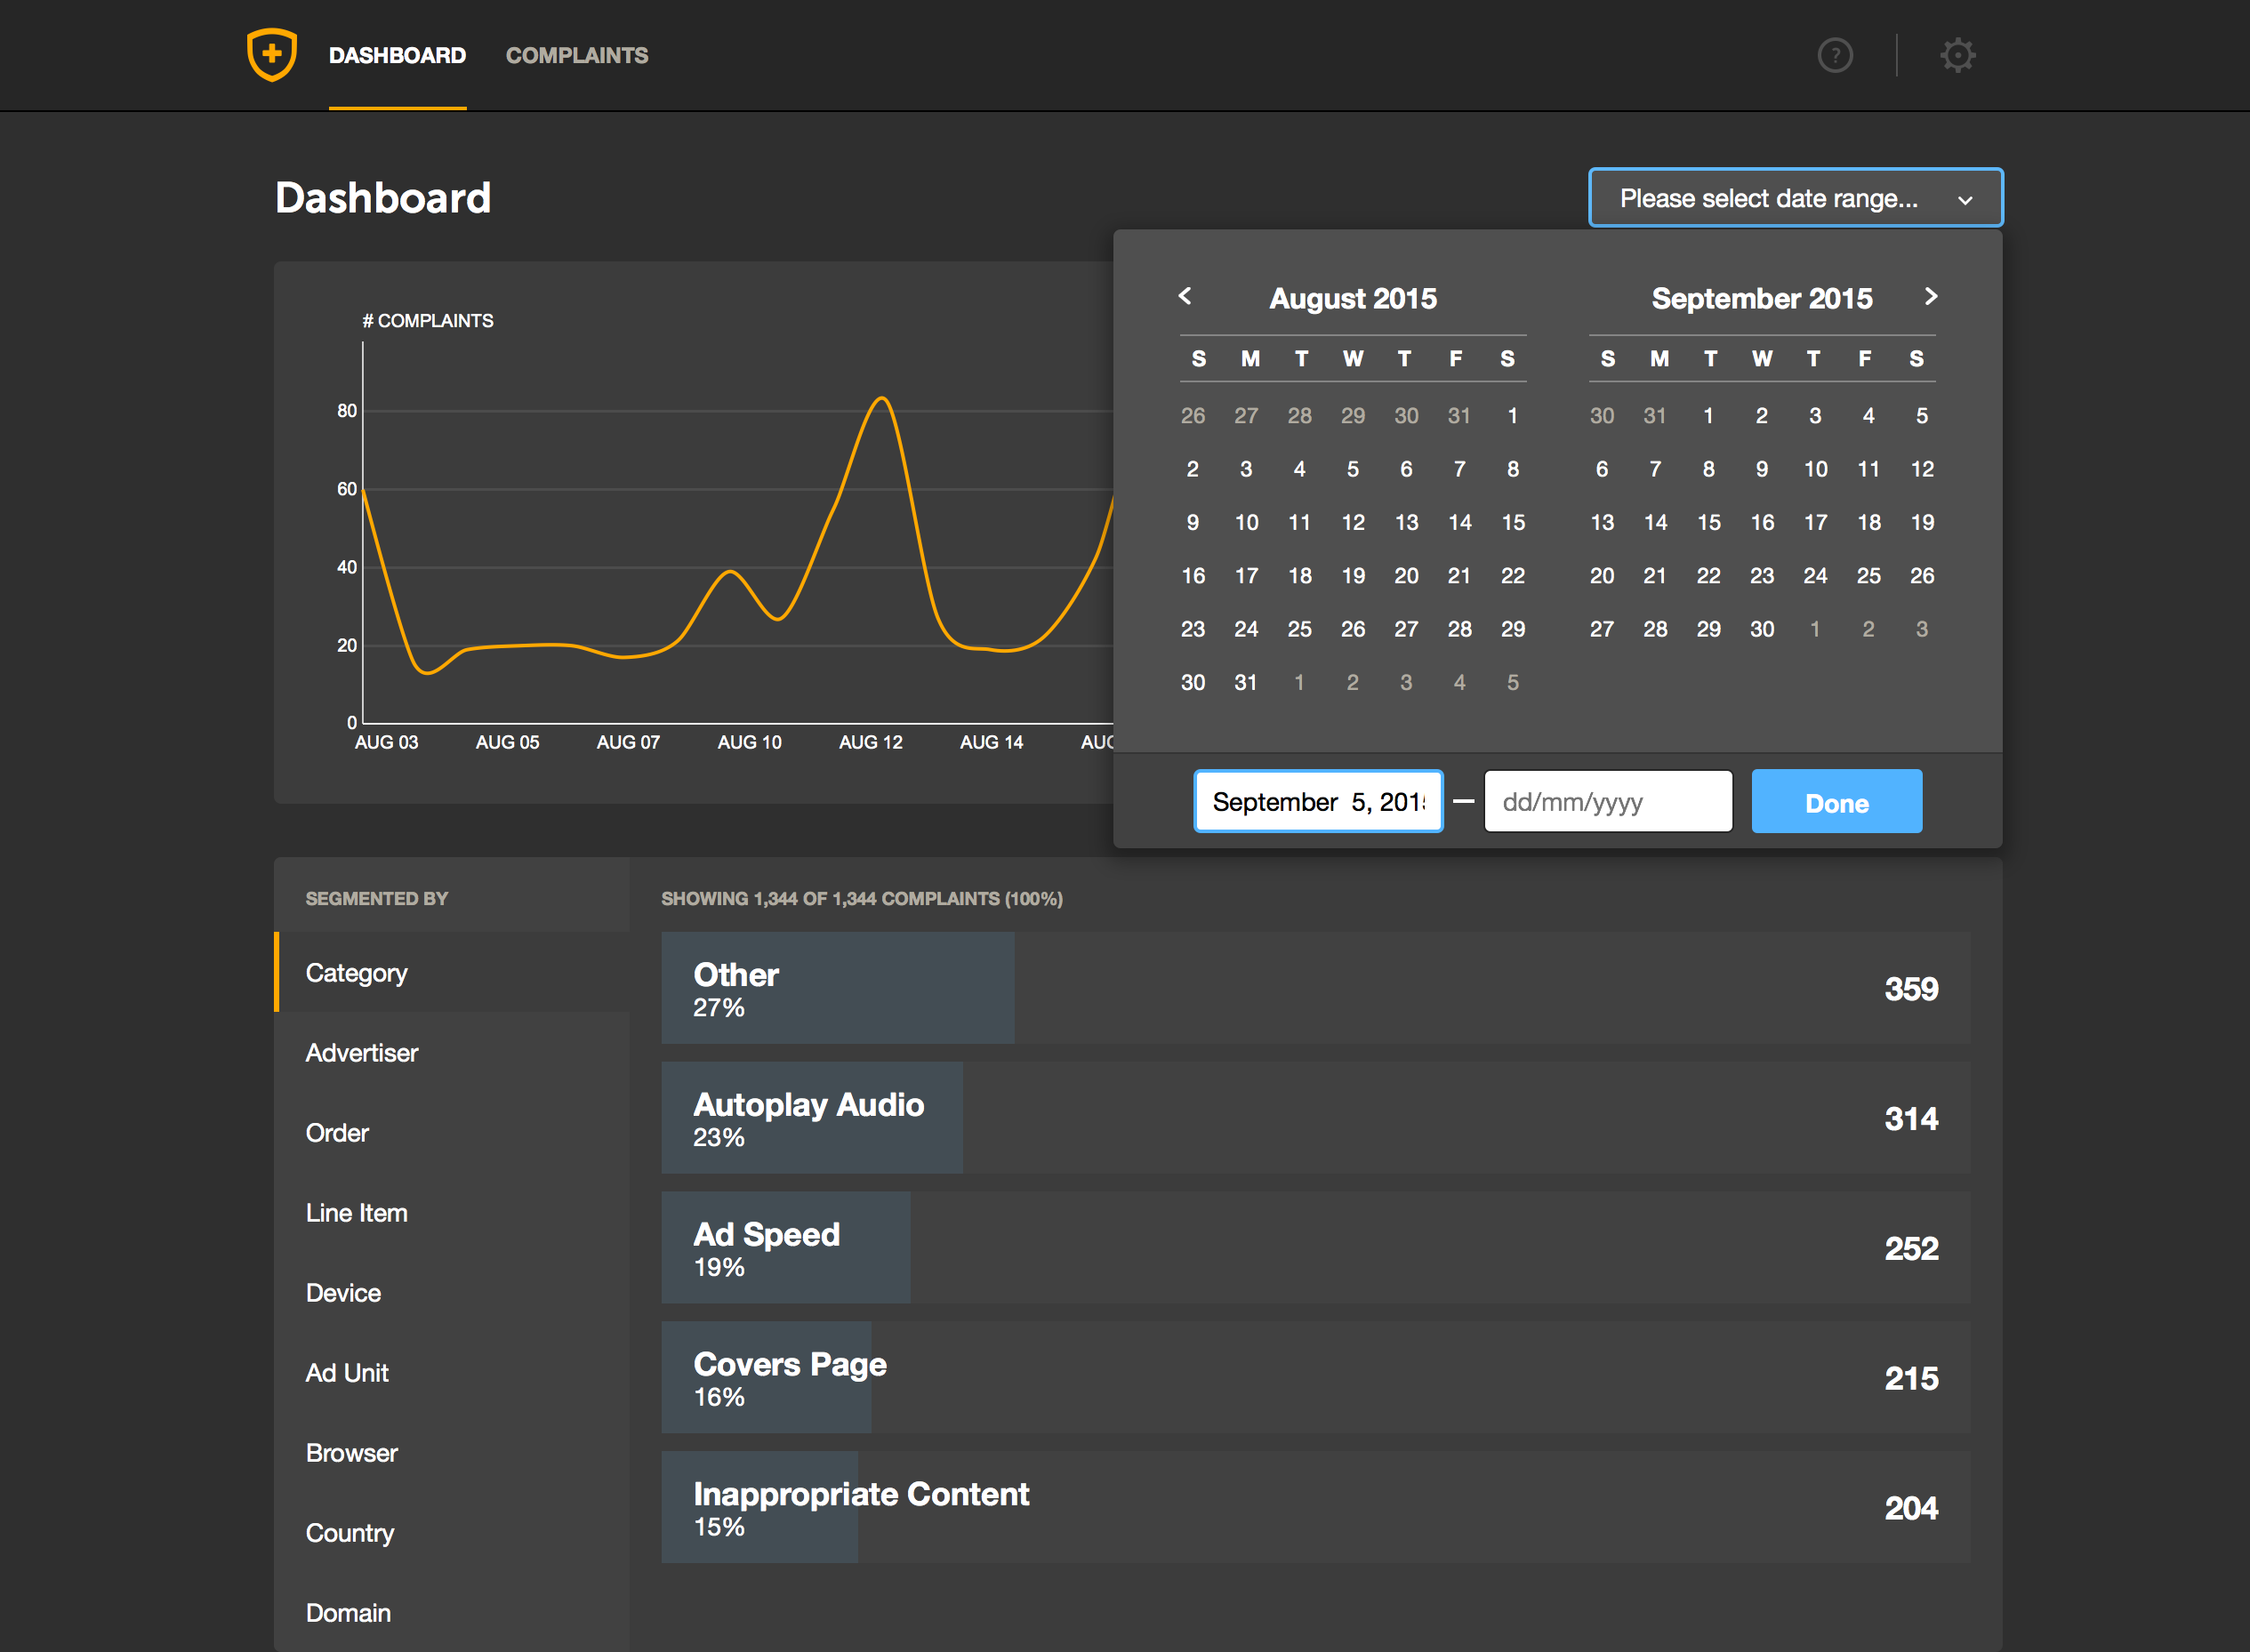 DASHBOARD COMPLAINTS ?
Dashboard
Please select date range...
# COMPLAINTS
80
60
40
20
0
AUG 03 AUG 05 AUG 07 AUG 10 AUG 12 AUG 14 AUG
August 2015
S M T W T F S
26 27 28 29 30 31 1
2 3 4 5 6 7 8
9 10 11 12 13 14 15
16 17 18 19 20 21 22
23 24 25 26 27 28 29
30 31 1 2 3 4 5
September 2015
S M T W T F S
30 31 1 2 3 4 5
6 7 8 9 10 11 12
13 14 15 16 17 18 19
20 21 22 23 24 25 26
27 28 29 30 1 2 3
September 5, 2015 — dd/mm/yyyy Done
SEGMENTED BY
Category
Advertiser
Order
Line Item
Device
Ad Unit
Browser
Country
Domain
SHOWING 1,344 OF 1,344 COMPLAINTS (100%)
Other
27%
359
Autoplay Audio
23%
314
Ad Speed
19%
252
Covers Page
16%
215
Inappropriate Content
15%
204